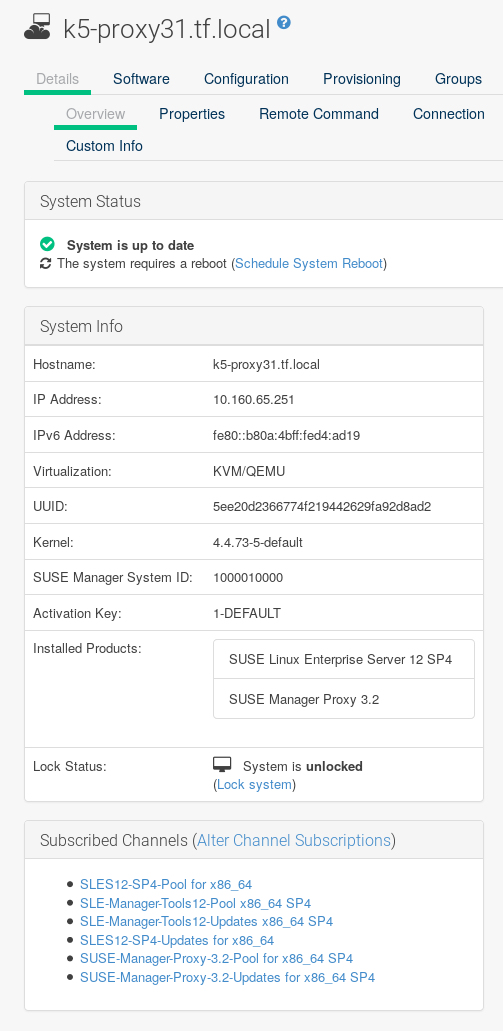 k5-proxy31.tf.local ?
Details Software Configuration Provisioning Groups
Overview Properties Remote Command Connection
Custom Info
System Status
System is up to date
The system requires a reboot (Schedule System Reboot)
System Info
Hostname: k5-proxy31.tf.local
IP Address: 10.160.65.251
IPv6 Address: fe80::b80a:4bff:fed4:ad19
Virtualization: KVM/QEMU
UUID: 5ee20d2366774f219442629fa92d8ad2
Kernel: 4.4.73-5-default
SUSE Manager System ID: 1000010000
Activation Key: 1-DEFAULT
Installed Products: SUSE Linux Enterprise Server 12 SP4
SUSE Manager Proxy 3.2
Lock Status: System is unlocked
(Lock system)
Subscribed Channels (Alter Channel Subscriptions)
SLES12-SP4-Pool for x86_64
SLE-Manager-Tools12-Pool x86_64 SP4
SLE-Manager-Tools12-Updates x86_64 SP4
SLES12-SP4-Updates for x86_64
SUSE-Manager-Proxy-3.2-Pool for x86_64 SP4
SUSE-Manager-Proxy-3.2-Updates for x86_64 SP4